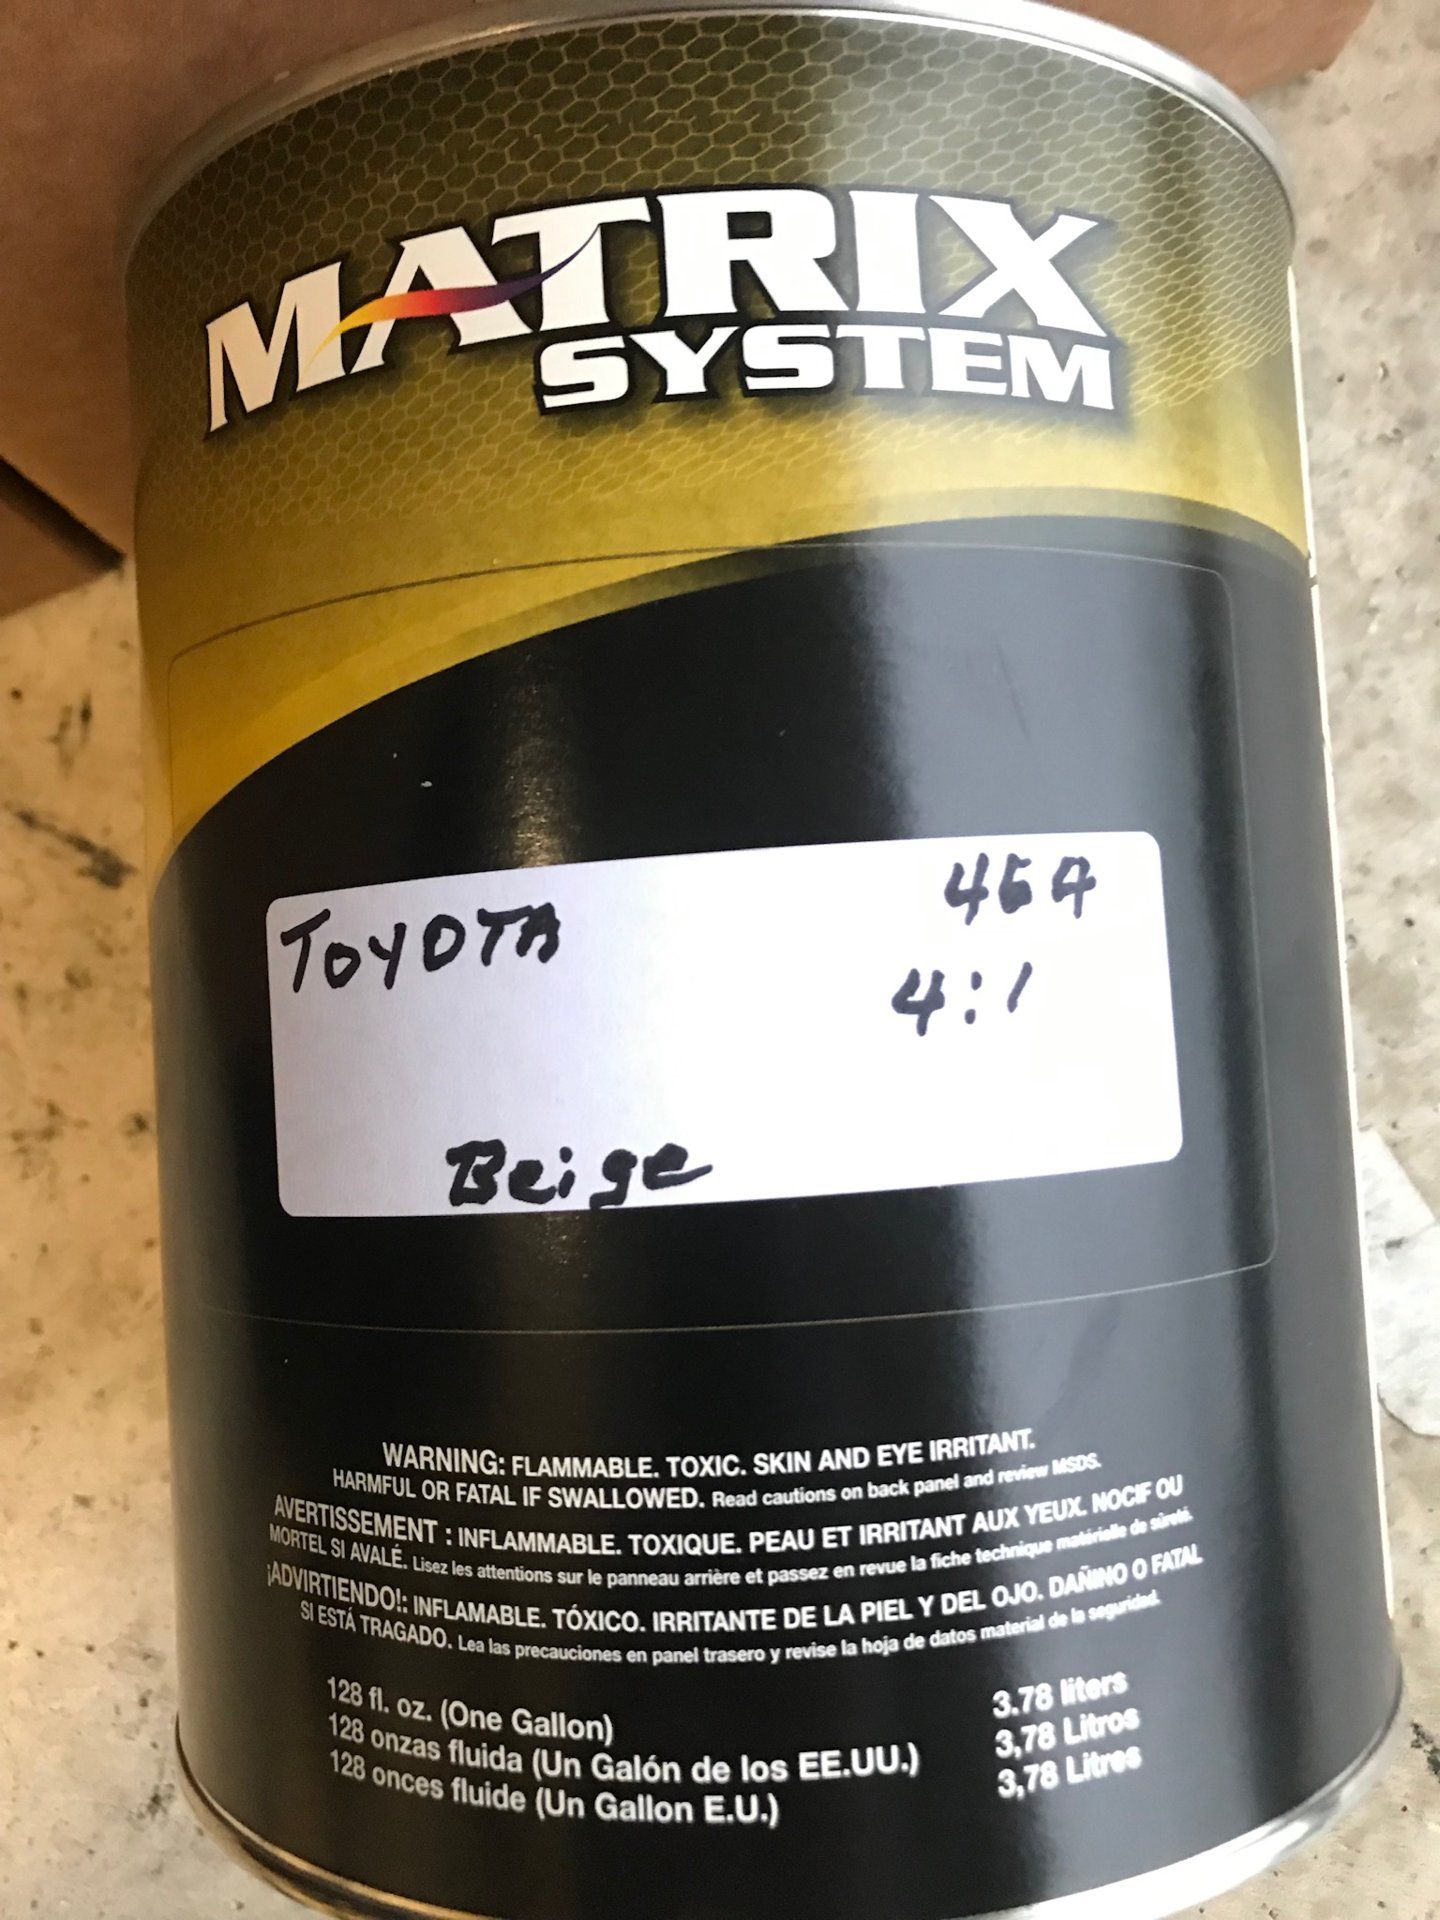 MATRIX
SYSTEM
TOYOTA 464
4:1
Beige
WARNING: FLAMMABLE. TOXIC. SKIN AND EYE IRRITANT.
HARMFUL OR FATAL IF SWALLOWED. Read cautions on back panel and review MSDS.
AVERTISSEMENT : INFLAMMABLE. TOXIQUE. PEAU ET IRRITANT AUX YEUX. NOCIF OU
MORTEL SI AVALÉ. Lisez les attentions sur le panneau arrière et passez en revue la fiche technique matérielle de sûreté.
¡ADVIRTIENDO!: INFLAMABLE. TÓXICO. IRRITANTE DE LA PIEL Y DEL OJO. DAÑINO O FATAL
SI ESTÁ TRAGADO. Lea las precauciones en panel trasero y revise la hoja de datos material de la seguridad.
128 fl. oz. (One Gallon) 3.78 liters
128 onzas fluida (Un Galón de los EE.UU.) 3,78 Litros
128 onces fluide (Un Gallon E.U.) 3,78 Litres